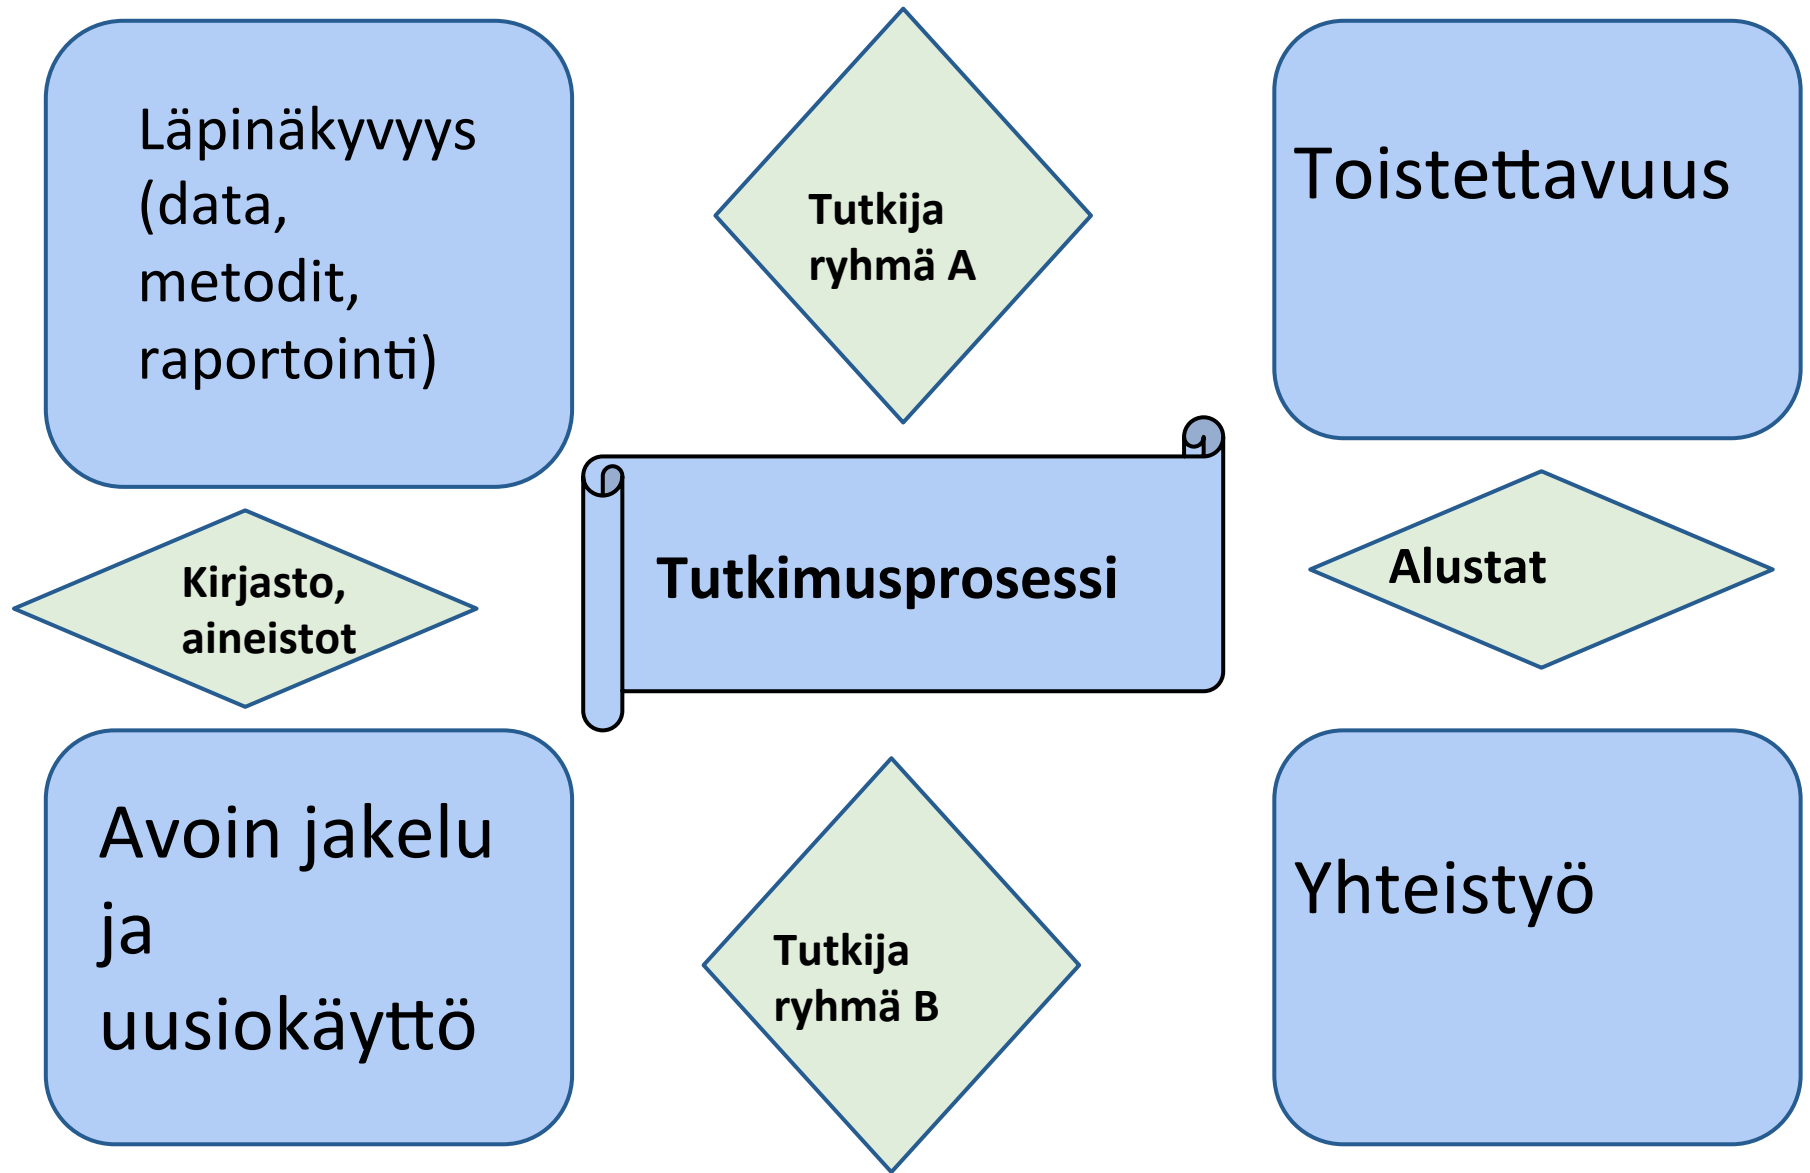 Läpinäkyvyys
(data,
metodit,
raportointi)
Tutkija
ryhmä A
Toistettavuus
Kirjasto,
aineistot
Tutkimusprosessi
Alustat
Avoin jakelu
ja
uusiokäyttö
Tutkija
ryhmä B
Yhteistyö